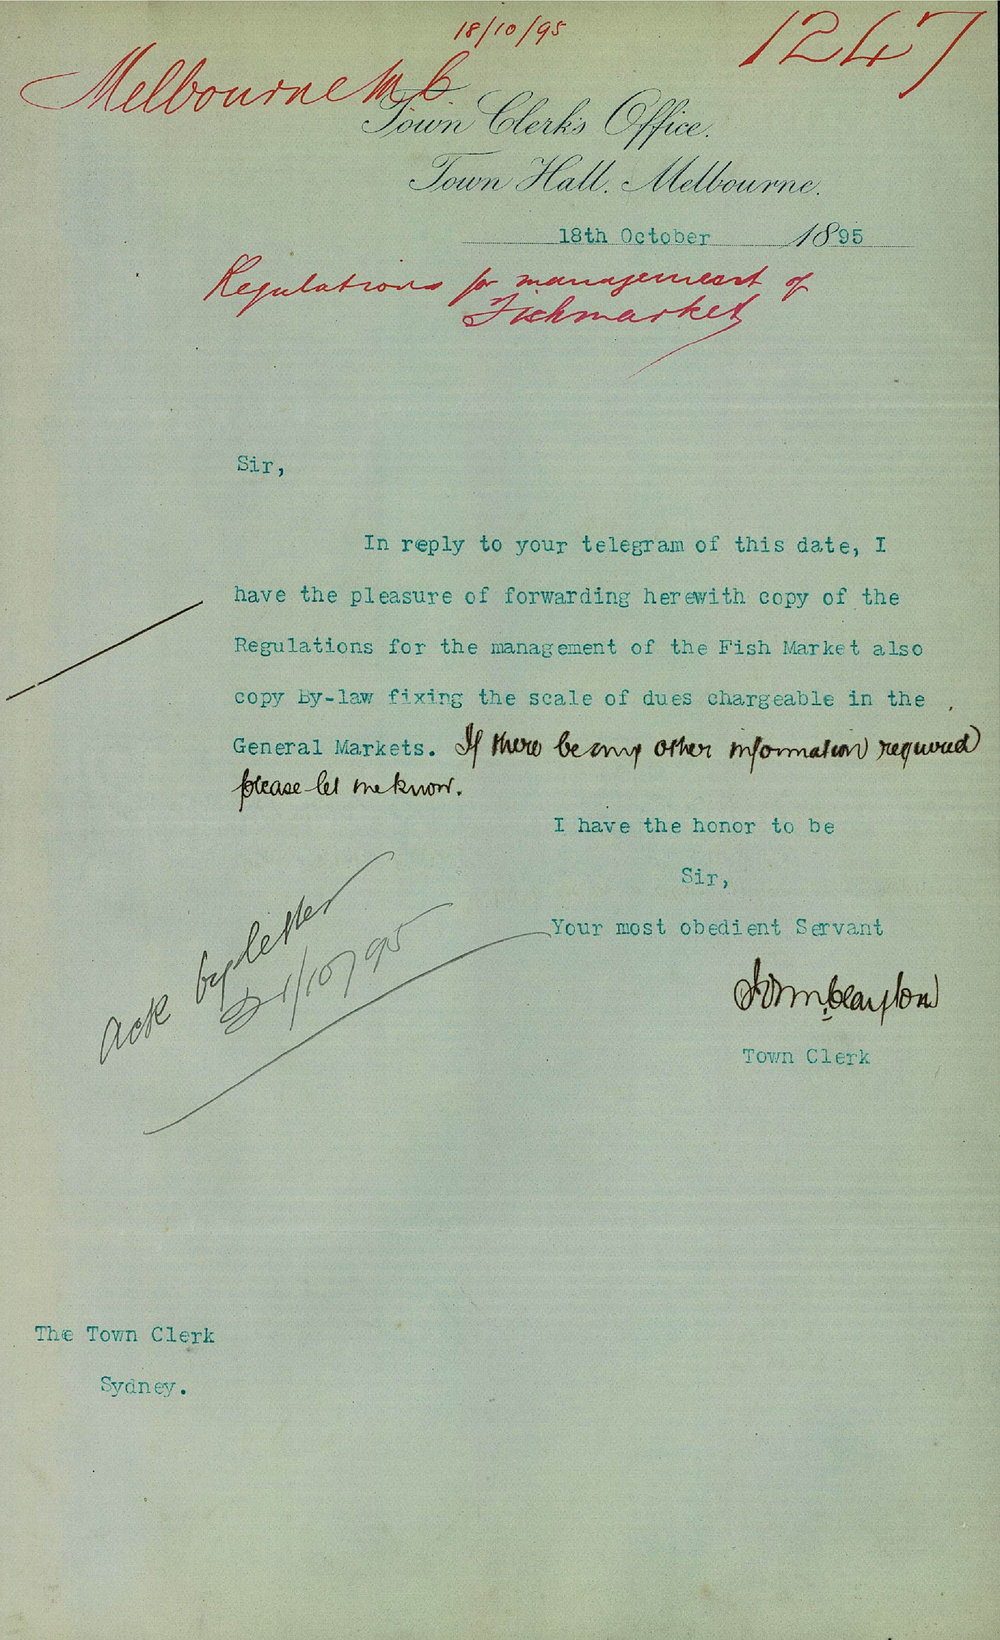 18/10/95
1247
Melbourne M.C.
Town Clerk's Office.
Town Hall. Melbourne.
18th October 1895
Regulations for management of
Fishmarket
Sir,
In reply to your telegram of this date, I
have the pleasure of forwarding herewith copy of the
Regulations for the management of the Fish Market also
copy By-law fixing the scale of dues chargeable in the
General Markets. If there be any other information required
please let me know.
I have the honor to be
Sir,
Your most obedient Servant
Ack by letter
21/10/95
Clayton
Town Clerk
The Town Clerk
Sydney.